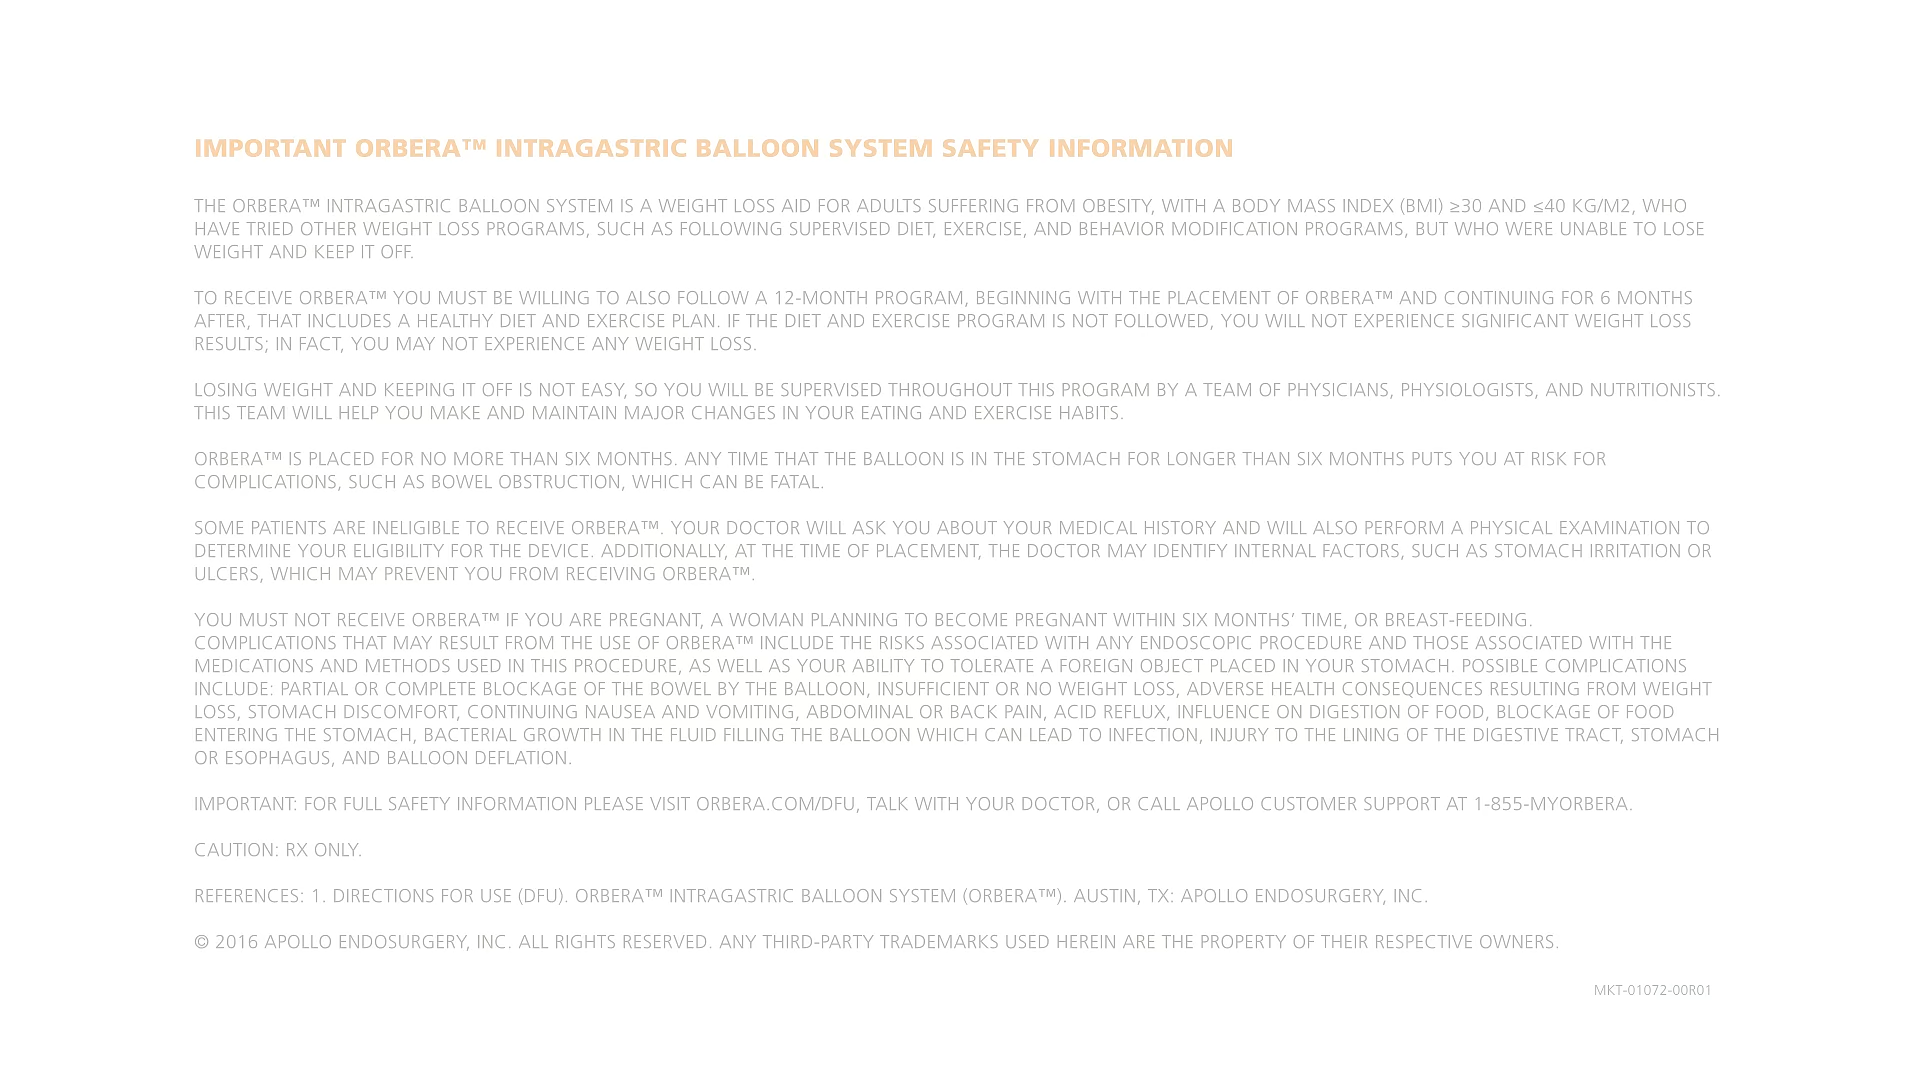 IMPORTANT ORBERA™ INTRAGASTRIC BALLOON SYSTEM SAFETY INFORMATION
THE ORBERA™ INTRAGASTRIC BALLOON SYSTEM IS A WEIGHT LOSS AID FOR ADULTS SUFFERING FROM OBESITY, WITH A BODY MASS INDEX (BMI) ≥30 AND ≤40 KG/M2, WHO
HAVE TRIED OTHER WEIGHT LOSS PROGRAMS, SUCH AS FOLLOWING SUPERVISED DIET, EXERCISE, AND BEHAVIOR MODIFICATION PROGRAMS, BUT WHO WERE UNABLE TO LOSE
WEIGHT AND KEEP IT OFF.
TO RECEIVE ORBERA™ YOU MUST BE WILLING TO ALSO FOLLOW A 12-MONTH PROGRAM, BEGINNING WITH THE PLACEMENT OF ORBERA™ AND CONTINUING FOR 6 MONTHS
AFTER, THAT INCLUDES A HEALTHY DIET AND EXERCISE PLAN. IF THE DIET AND EXERCISE PROGRAM IS NOT FOLLOWED, YOU WILL NOT EXPERIENCE SIGNIFICANT WEIGHT LOSS
RESULTS; IN FACT, YOU MAY NOT EXPERIENCE ANY WEIGHT LOSS.
LOSING WEIGHT AND KEEPING IT OFF IS NOT EASY, SO YOU WILL BE SUPERVISED THROUGHOUT THIS PROGRAM BY A TEAM OF PHYSICIANS, PHYSIOLOGISTS, AND NUTRITIONISTS.
THIS TEAM WILL HELP YOU MAKE AND MAINTAIN MAJOR CHANGES IN YOUR EATING AND EXERCISE HABITS.
ORBERA™ IS PLACED FOR NO MORE THAN SIX MONTHS. ANY TIME THAT THE BALLOON IS IN THE STOMACH FOR LONGER THAN SIX MONTHS PUTS YOU AT RISK FOR
COMPLICATIONS, SUCH AS BOWEL OBSTRUCTION, WHICH CAN BE FATAL.
SOME PATIENTS ARE INELIGIBLE TO RECEIVE ORBERA™. YOUR DOCTOR WILL ASK YOU ABOUT YOUR MEDICAL HISTORY AND WILL ALSO PERFORM A PHYSICAL EXAMINATION TO
DETERMINE YOUR ELIGIBILITY FOR THE DEVICE. ADDITIONALLY, AT THE TIME OF PLACEMENT, THE DOCTOR MAY IDENTIFY INTERNAL FACTORS, SUCH AS STOMACH IRRITATION OR
ULCERS, WHICH MAY PREVENT YOU FROM RECEIVING ORBERA™.
YOU MUST NOT RECEIVE ORBERA™ IF YOU ARE PREGNANT, A WOMAN PLANNING TO BECOME PREGNANT WITHIN SIX MONTHS’ TIME, OR BREAST-FEEDING.
COMPLICATIONS THAT MAY RESULT FROM THE USE OF ORBERA™ INCLUDE THE RISKS ASSOCIATED WITH ANY ENDOSCOPIC PROCEDURE AND THOSE ASSOCIATED WITH THE
MEDICATIONS AND METHODS USED IN THIS PROCEDURE, AS WELL AS YOUR ABILITY TO TOLERATE A FOREIGN OBJECT PLACED IN YOUR STOMACH. POSSIBLE COMPLICATIONS
INCLUDE: PARTIAL OR COMPLETE BLOCKAGE OF THE BOWEL BY THE BALLOON, INSUFFICIENT OR NO WEIGHT LOSS, ADVERSE HEALTH CONSEQUENCES RESULTING FROM WEIGHT
LOSS, STOMACH DISCOMFORT, CONTINUING NAUSEA AND VOMITING, ABDOMINAL OR BACK PAIN, ACID REFLUX, INFLUENCE ON DIGESTION OF FOOD, BLOCKAGE OF FOOD
ENTERING THE STOMACH, BACTERIAL GROWTH IN THE FLUID FILLING THE BALLOON WHICH CAN LEAD TO INFECTION, INJURY TO THE LINING OF THE DIGESTIVE TRACT, STOMACH
OR ESOPHAGUS, AND BALLOON DEFLATION.
IMPORTANT: FOR FULL SAFETY INFORMATION PLEASE VISIT ORBERA.COM/DFU, TALK WITH YOUR DOCTOR, OR CALL APOLLO CUSTOMER SUPPORT AT 1-855-MYORBERA.
CAUTION: RX ONLY.
REFERENCES: 1. DIRECTIONS FOR USE (DFU). ORBERA™ INTRAGASTRIC BALLOON SYSTEM (ORBERA™). AUSTIN, TX: APOLLO ENDOSURGERY, INC.
© 2016 APOLLO ENDOSURGERY, INC. ALL RIGHTS RESERVED. ANY THIRD-PARTY TRADEMARKS USED HEREIN ARE THE PROPERTY OF THEIR RESPECTIVE OWNERS.
MKT-01072-00R01